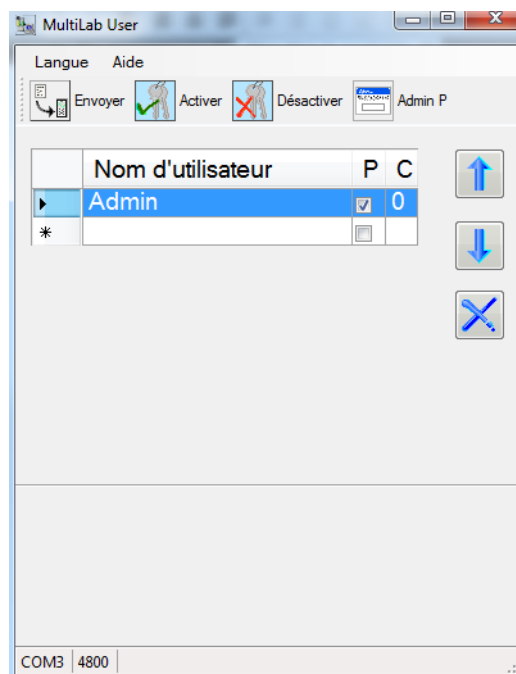 MultiLab User
Langue Aide
Envoyer Activer Désactiver Admin P
Nom d'utilisateur P C
Admin 0
*
COM3 4800